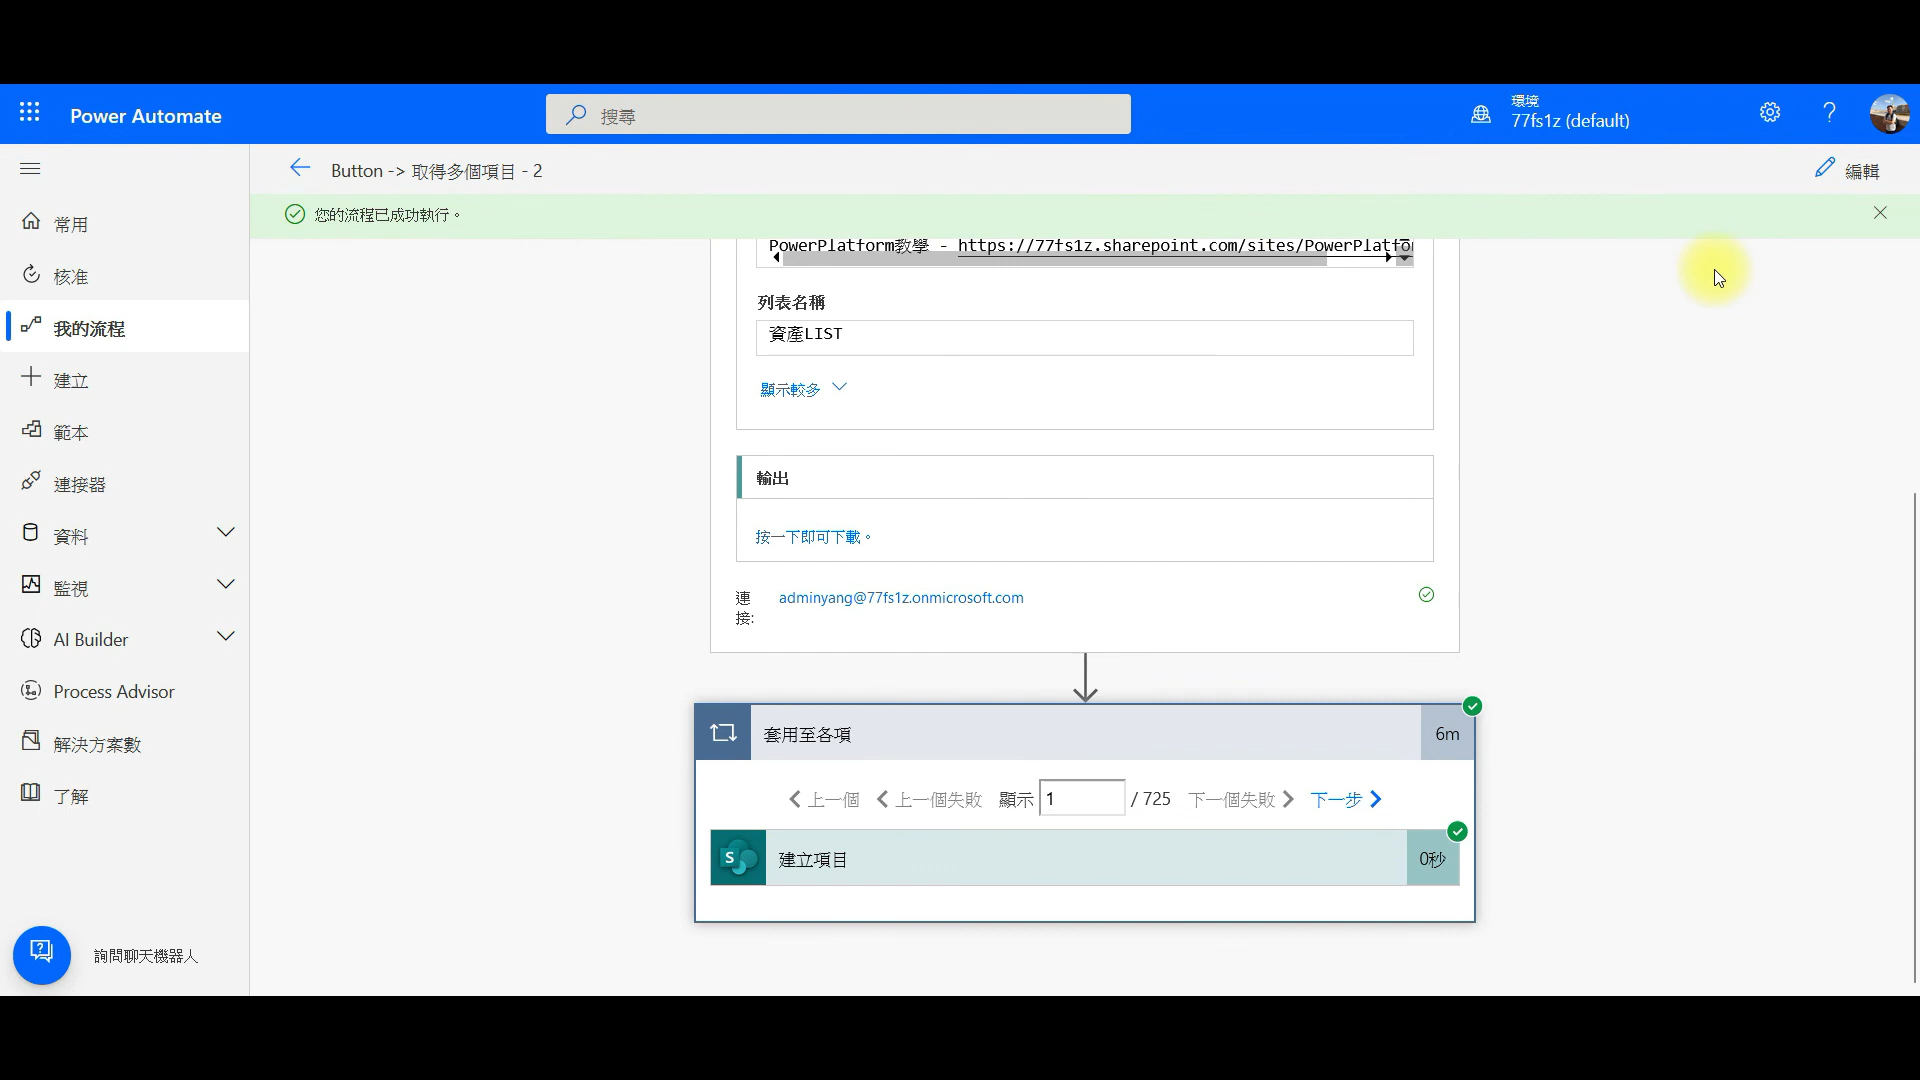 Power Automate
搜尋
環境
77fs1z (default)
Button -> 取得多個項目 - 2
編輯
您的流程已成功執行。
常用
核准
我的流程
建立
範本
連接器
資料
監視
AI Builder
Process Advisor
解決方案數
了解
詢問聊天機器人
PowerPlatform教學 - https://77fs1z.sharepoint.com/sites/PowerPlatfor
列表名稱
資產LIST
顯示較多
輸出
按一下即可下載。
連接:
adminyang@77fs1z.onmicrosoft.com
套用至各項
6m
上一個 上一個失敗 顯示 1 / 725 下一個失敗 下一步
S 建立項目
0秒